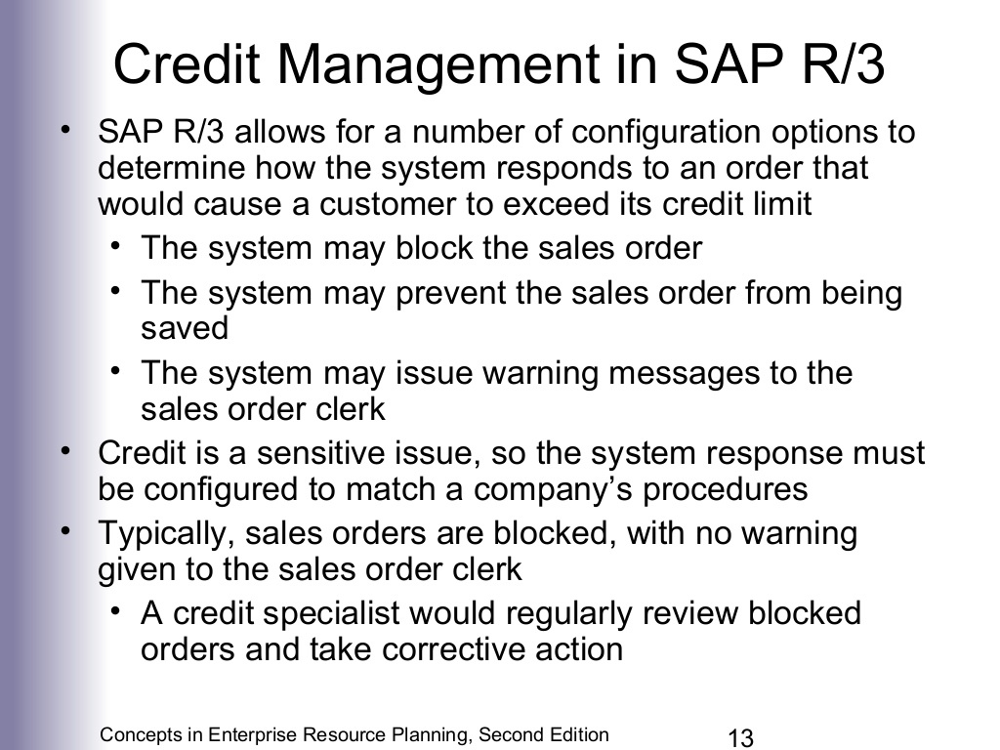 Credit Management in SAP R/3
• SAP R/3 allows for a number of configuration options to
determine how the system responds to an order that
would cause a customer to exceed its credit limit
• The system may block the sales order
• The system may prevent the sales order from being
saved
• The system may issue warning messages to the
sales order clerk
• Credit is a sensitive issue, so the system response must
be configured to match a company’s procedures
• Typically, sales orders are blocked, with no warning
given to the sales order clerk
• A credit specialist would regularly review blocked
orders and take corrective action
Concepts in Enterprise Resource Planning, Second Edition
13